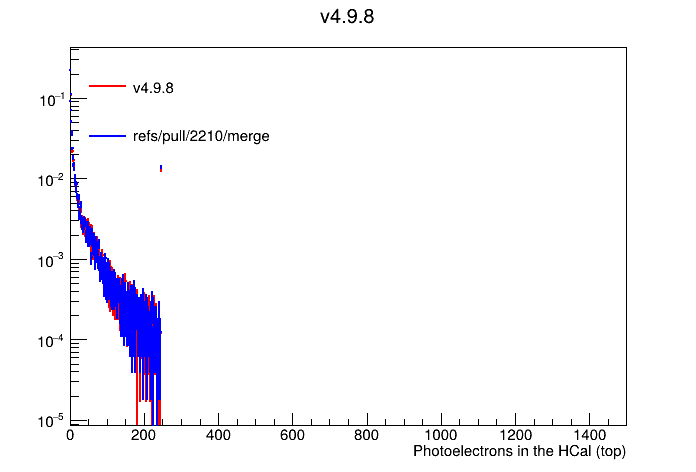 v4.9.8
v4.9.8
refs/pull/2210/merge
10⁻¹
10⁻²
10⁻³
10⁻⁴
10⁻⁵
0 200 400 600 800 1000 1200 1400
Photoelectrons in the HCal (top)